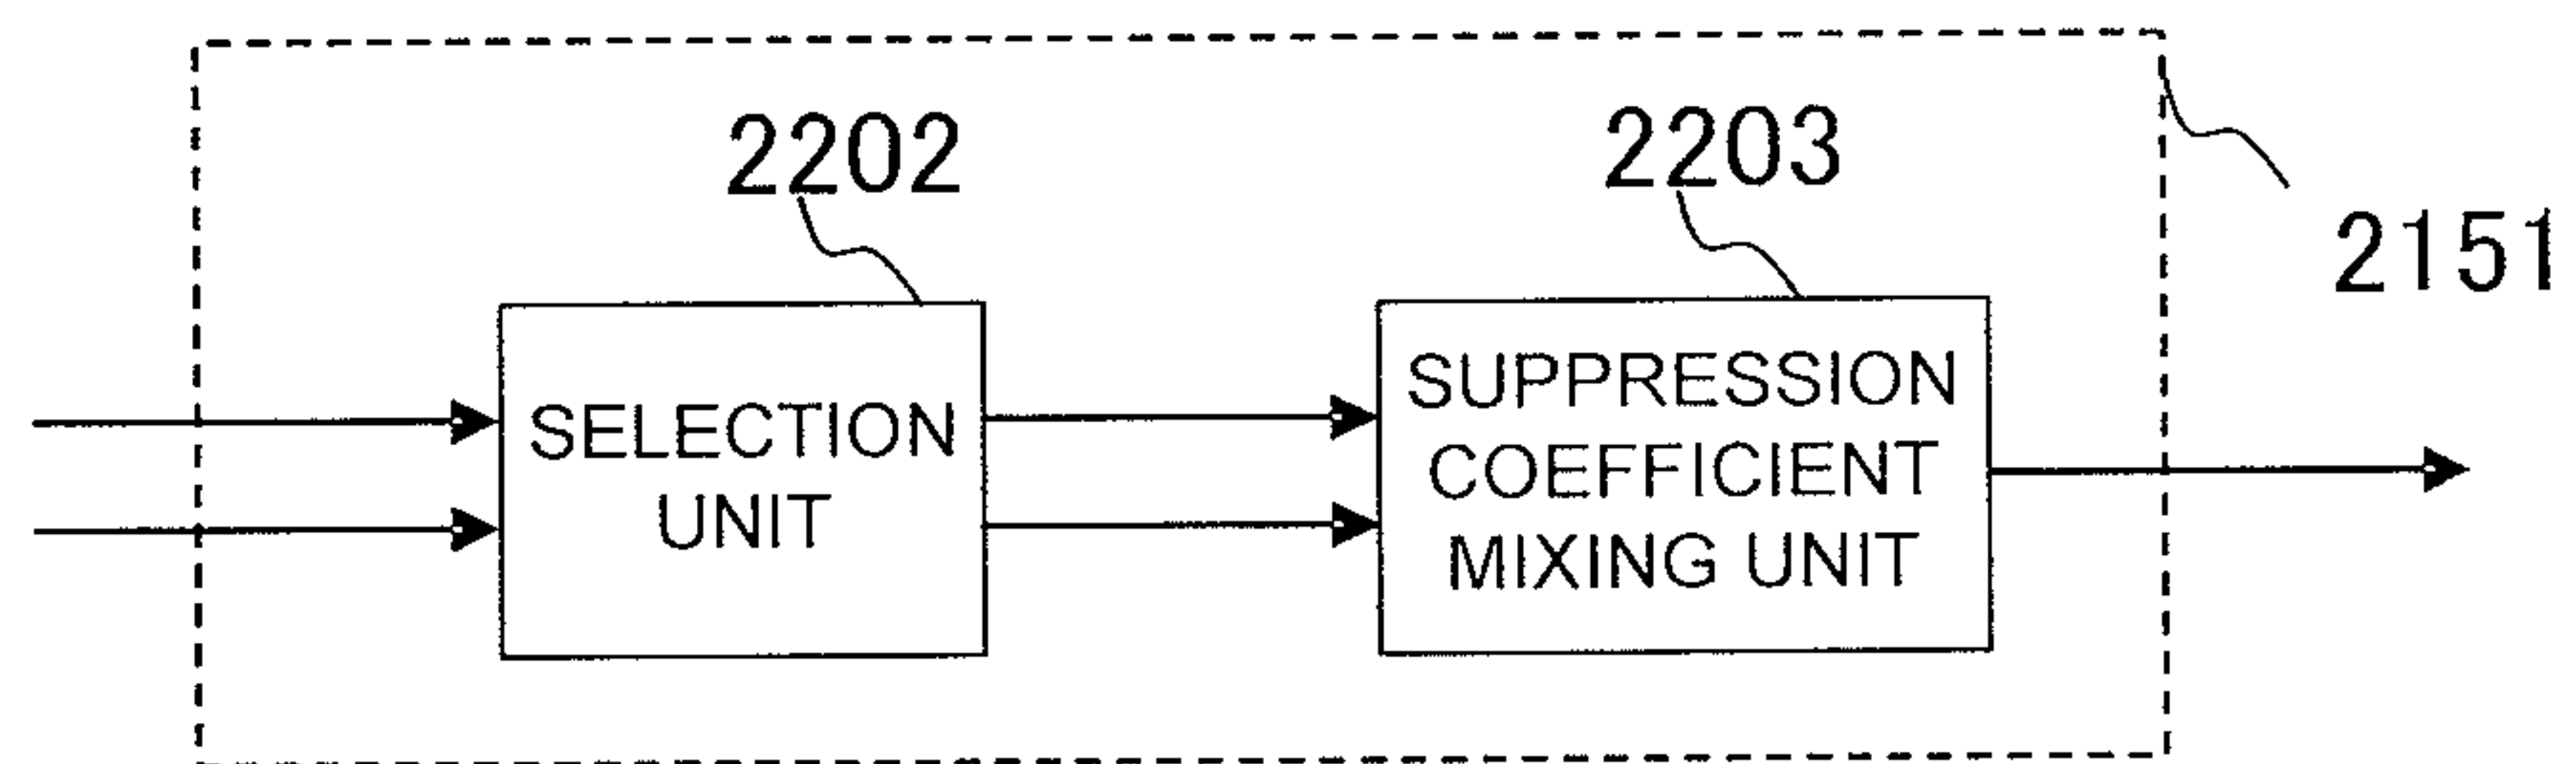 2202
2203
2151
SELECTION
UNIT
SUPPRESSION
COEFFICIENT
MIXING UNIT